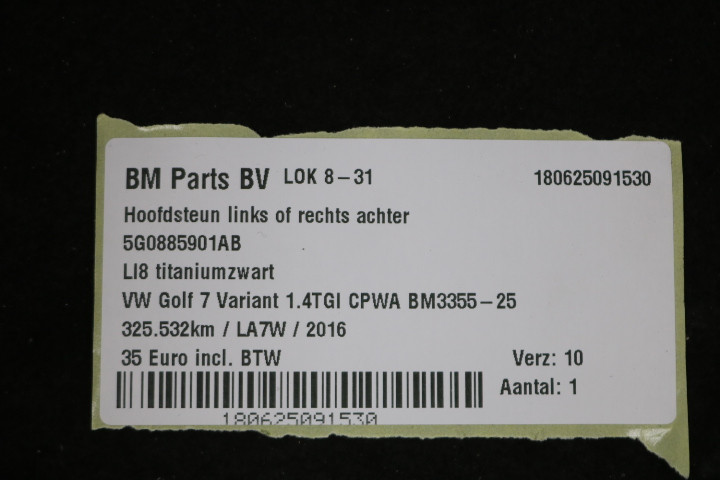 BM Parts BV LOK 8-31 180625091530
Hoofdsteun links of rechts achter
5G0885901AB
LI8 titaniumzwart
VW Golf 7 Variant 1.4TGI CPWA BM3355-25
325.532km / LA7W / 2016
35 Euro incl. BTW Verz: 10
Aantal: 1
180625091530